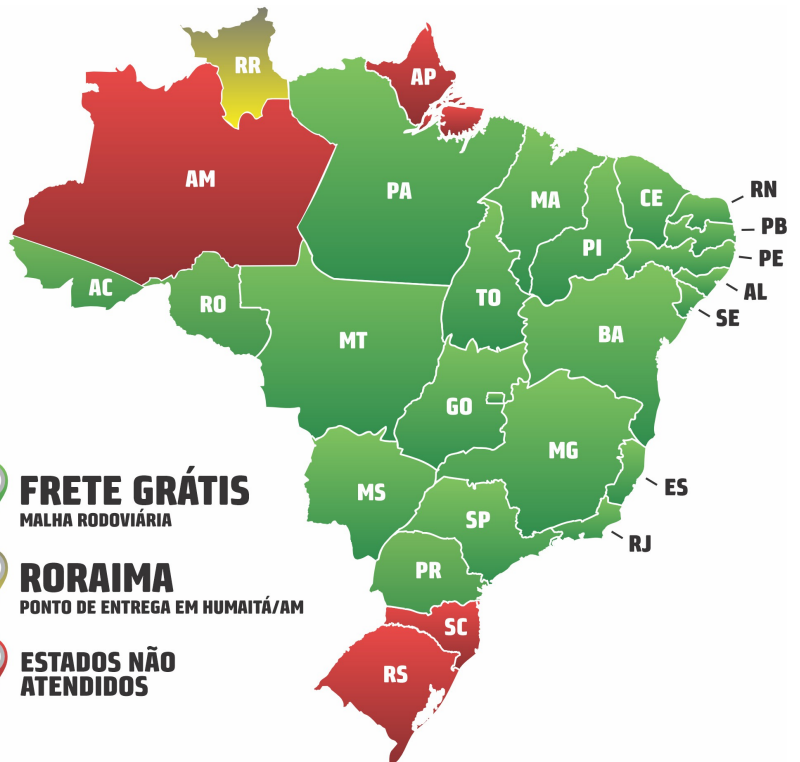 RR
AP
AM
PA
MA
CE
RN
PB
PI
PE
AC
RO
TO
AL
SE
MT
BA
GO
MG
MS
ES
SP
RJ
PR
SC
RS
FRETE GRÁTIS
MALHA RODOVIÁRIA
RORAIMA
PONTO DE ENTREGA EM HUMAITÁ/AM
ESTADOS NÃO
ATENDIDOS